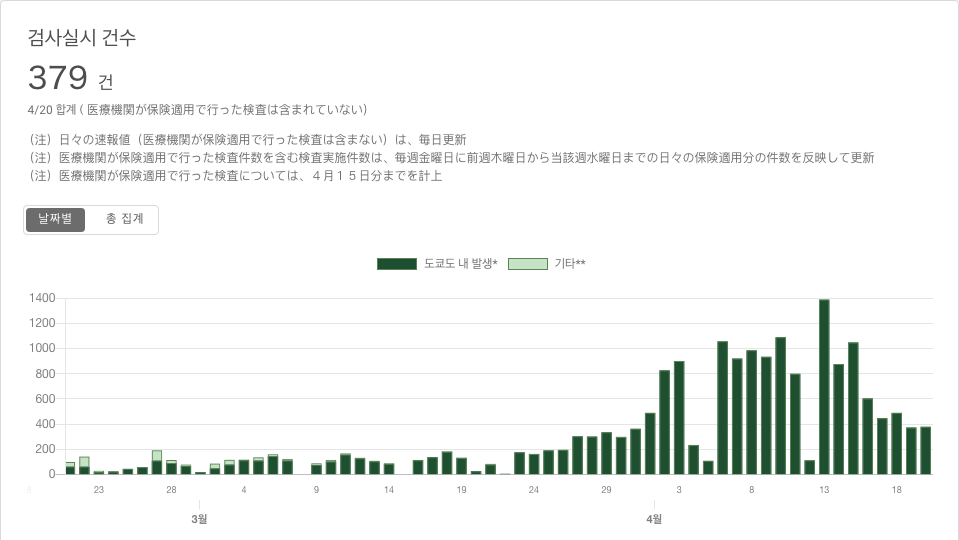 검사실시 건수
379 건
4/20 합계 ( 医療機関が保険適用で行った検査は含まれていない)
（注）日々の速報値（医療機関が保険適用で行った検査は含まない）は、毎日更新
（注）医療機関が保険適用で行った検査件数を含む検査実施件数は、毎週金曜日に前週木曜日から当該週水曜日までの日々の保険適用分の件数を反映して更新
（注）医療機関が保険適用で行った検査については、４月１５日分までを計上
날짜별 총 집계
도쿄도 내 발생* 기타**
1400
1200
1000
800
600
400
200
0
23 28 4 9 14 19 24 29 3 8 13 18
3월 4월